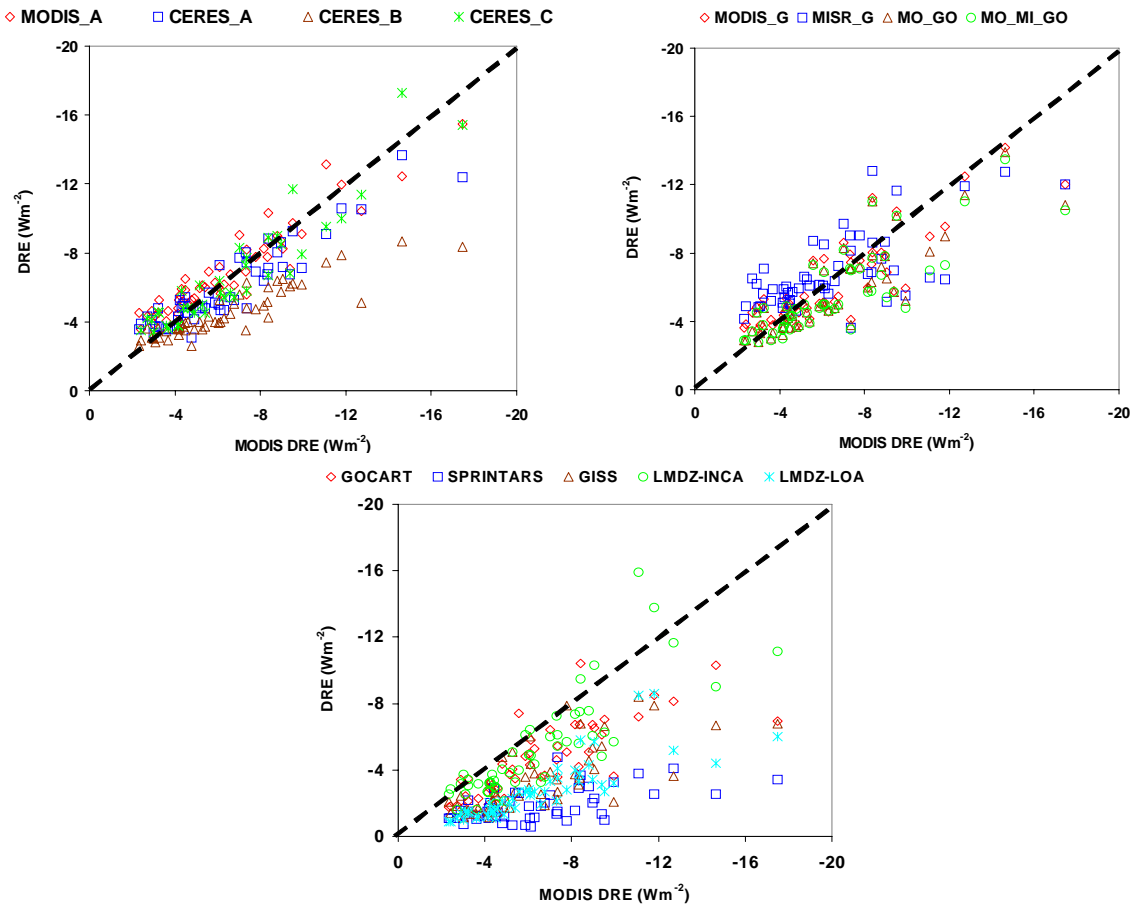 MODIS_A CERES_A CERES_B CERES_C
-20
-16
-12
-8
-4
0
DRE (Wm-2)
0 -4 -8 -12 -16 -20
MODIS DRE (Wm-2)
MODIS_G MISR_G MO_GO MO_MI_GO
-20
-16
-12
-8
-4
0
DRE (Wm-2)
0 -4 -8 -12 -16 -20
MODIS DRE (Wm-2)
GOCART SPRINTARS GISS LMDZ-INCA LMDZ-LOA
-20
-16
-12
-8
-4
0
DRE (Wm-2)
0 -4 -8 -12 -16 -20
MODIS DRE (Wm-2)